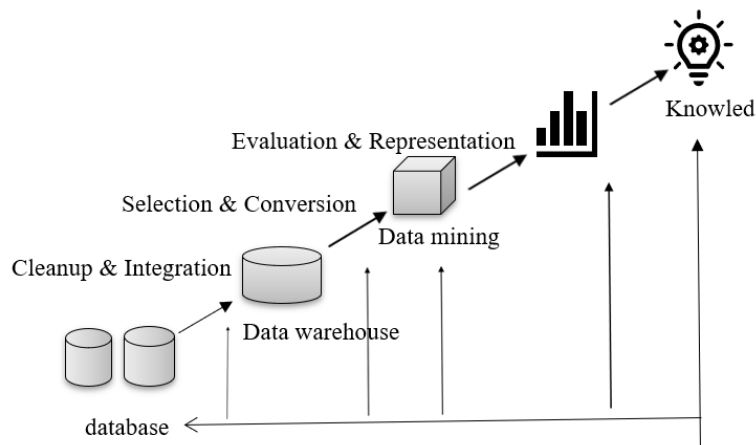 Knowled
Evaluation & Representation
Selection & Conversion
Data mining
Cleanup & Integration
Data warehouse
database